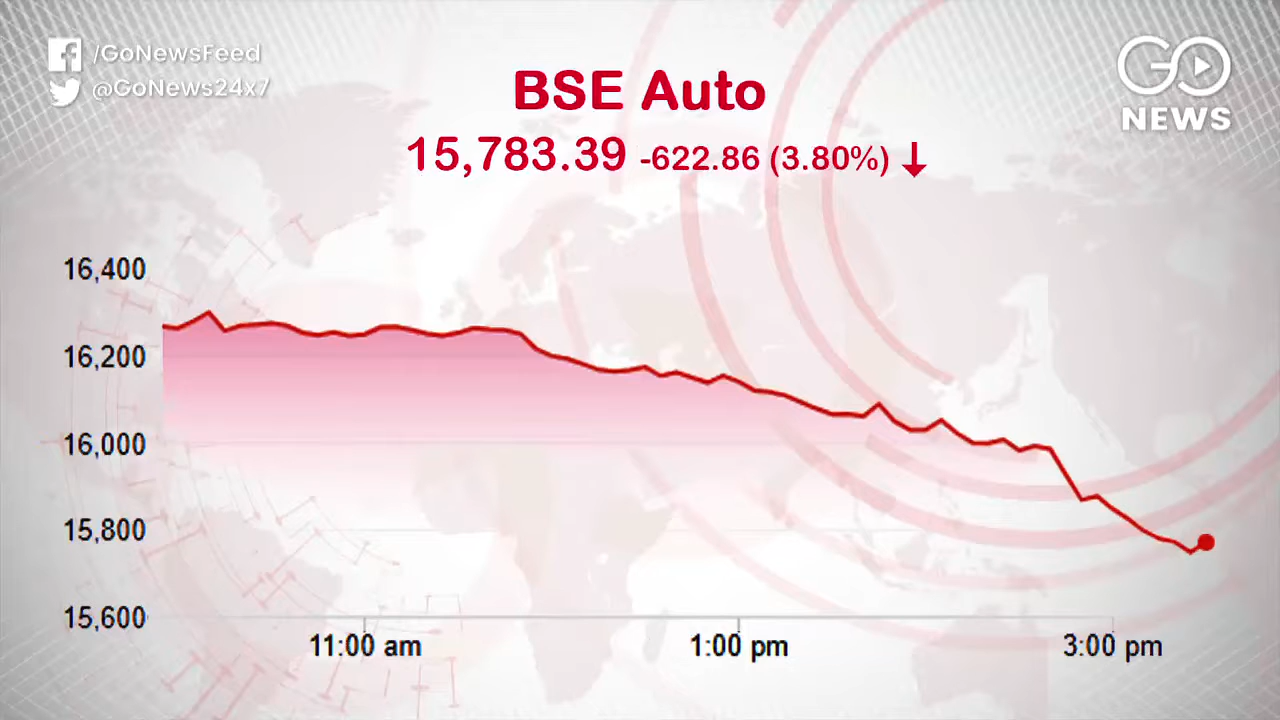 /GoNewsFeed
@GoNews24x7
GO
NEWS
BSE Auto
15,783.39 -622.86 (3.80%) ↓
16,400
16,200
16,000
15,800
15,600
11:00 am 1:00 pm 3:00 pm